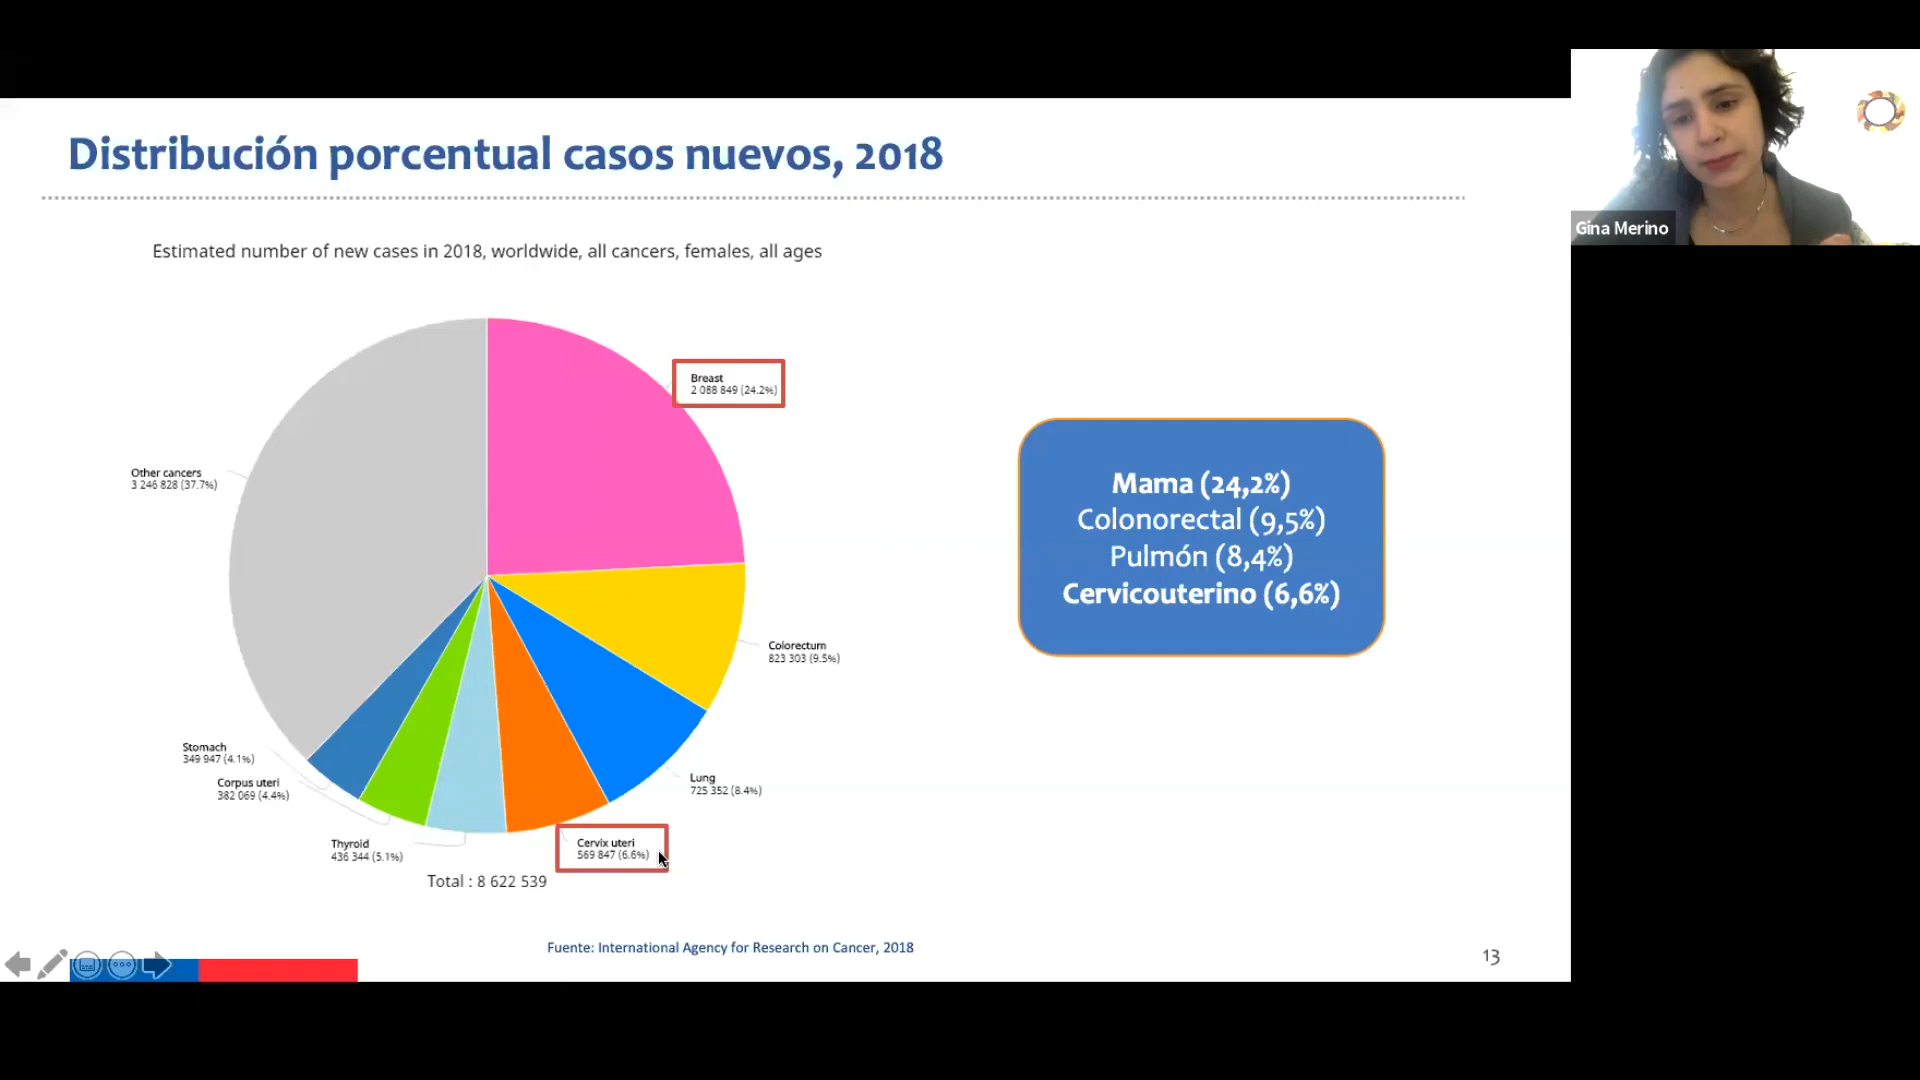 Distribución porcentual casos nuevos, 2018
Gina Merino
Estimated number of new cases in 2018, worldwide, all cancers, females, all ages
Breast
2 088 849 (24.2%)
Other cancers
3 246 828 (37.7%)
Mama (24,2%)
Colonorectal (9,5%)
Pulmón (8,4%)
Cervicouterino (6,6%)
Colorectum
823 303 (9.5%)
Stomach
349 947 (4.1%)
Corpus uteri
382 069 (4.4%)
Lung
725 352 (8.4%)
Thyroid
436 344 (5.1%)
Cervix uteri
569 847 (6.6%)
Total : 8 622 539
Fuente: International Agency for Research on Cancer, 2018
13